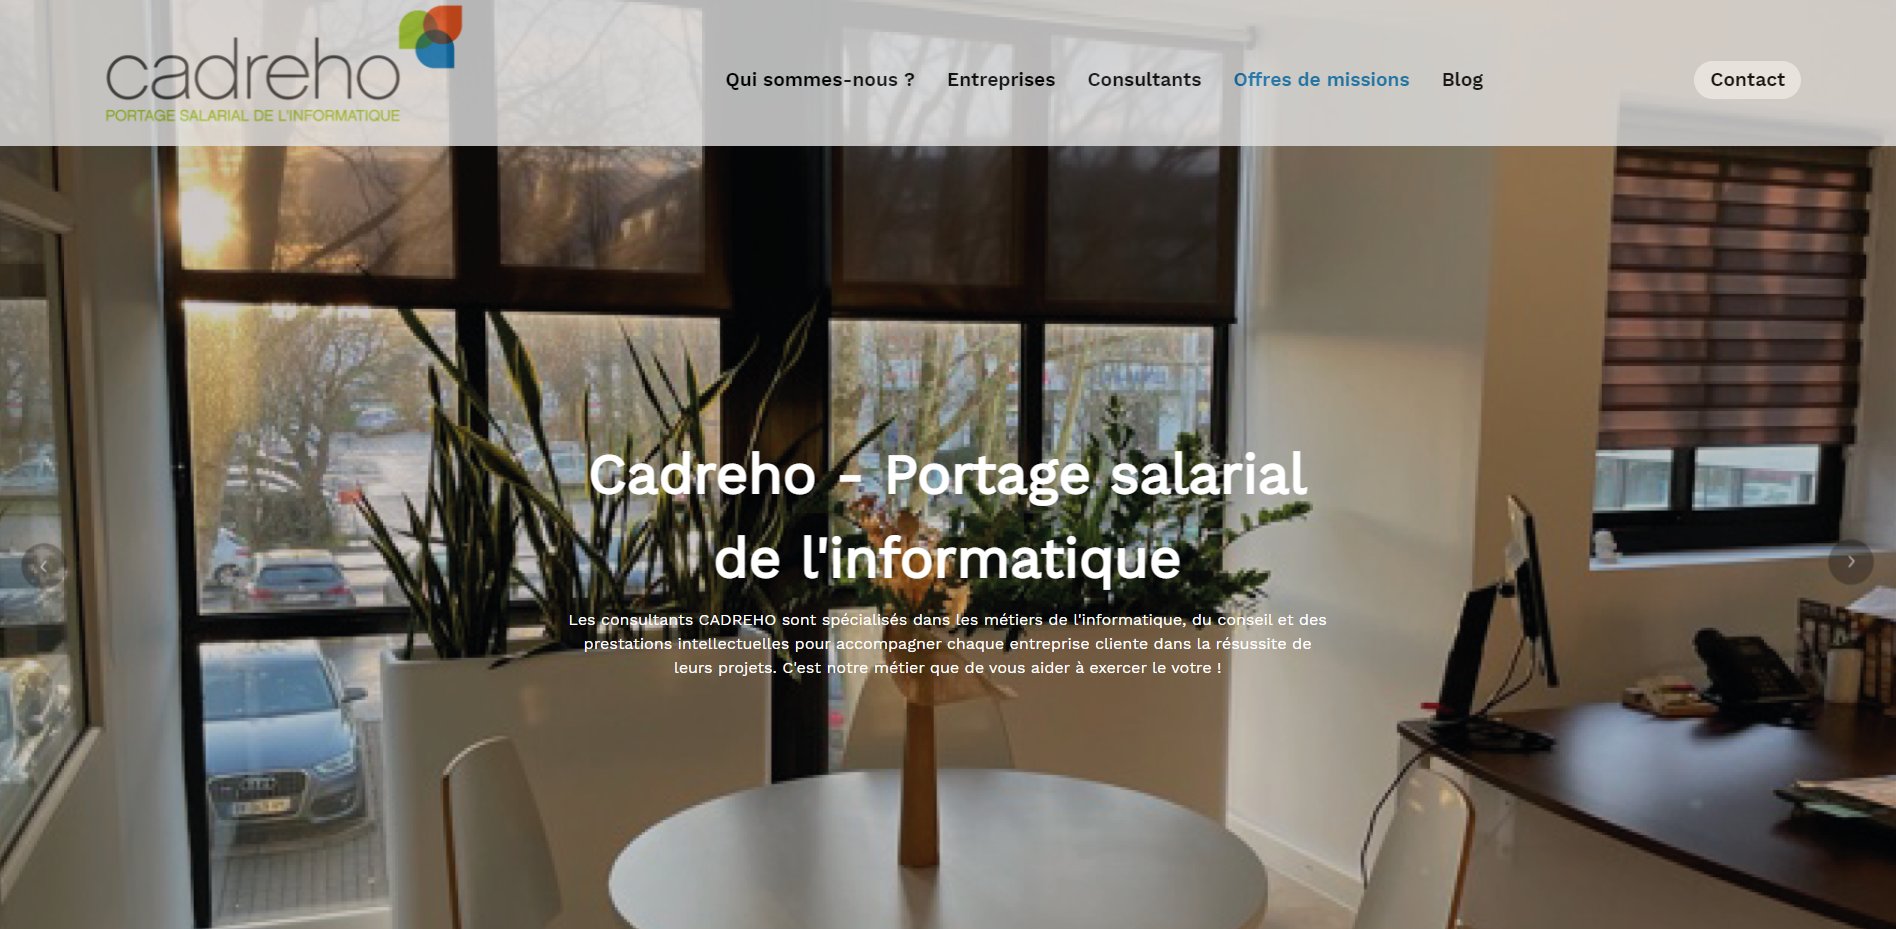 cadreho
PORTAGE SALARIAL DE L'INFORMATIQUE
Qui sommes-nous ?
Entreprises
Consultants
Offres de missions
Blog
Contact
Cadreho - Portage salarial
de l'informatique
Les consultants CADREHO sont spécialisés dans les métiers de l'informatique, du conseil et des
prestations intellectuelles pour accompagner chaque entreprise cliente dans la résussite de
leurs projets. C'est notre métier que de vous aider à exercer le votre !